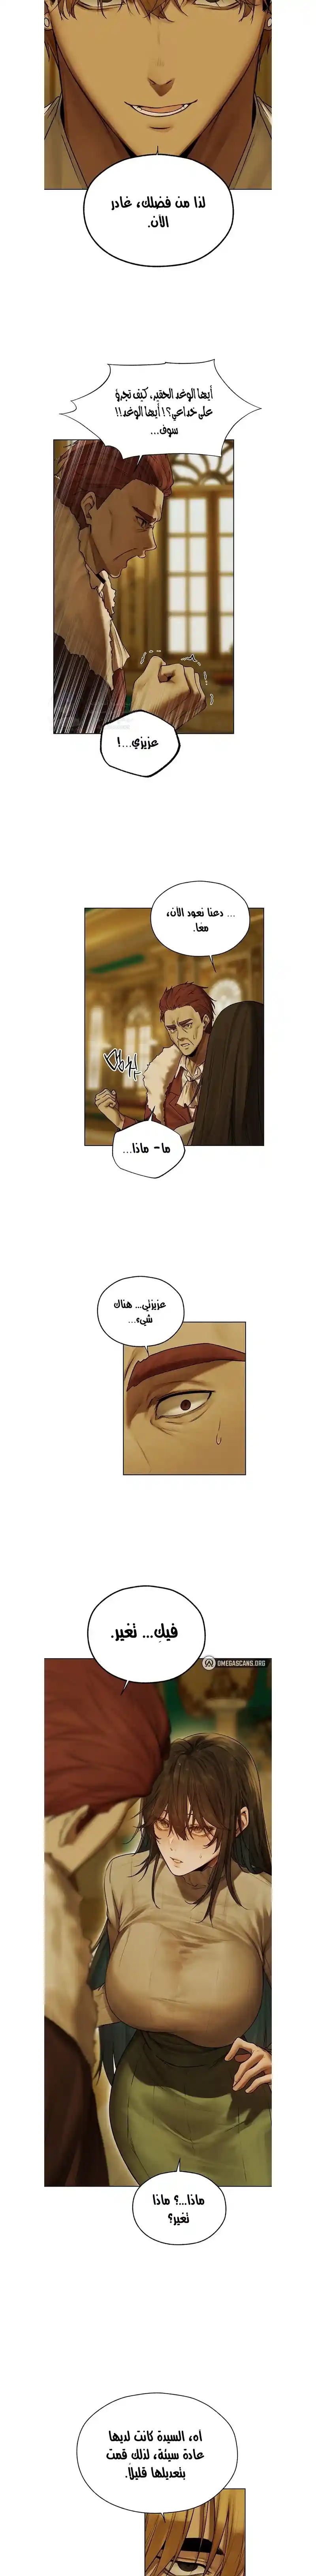 لذا من فضلك، غادر
الآن.
أيها الوغد الحقير، كيف تجرؤ
على خداعي؟! أيها الوغد!!
سوف...
عزيزي...!
... دعنا نعود الآن،
معًا.
ما- ماذا...
عزيزتي... هناك
شيء...
فيكِ... تغير.
OMEGASCANS.ORG
ماذا...؟ ماذا
تغير؟
آه، السيدة كانت لديها
عادة سيئة، لذلك قمت
بتعديلها قليلاً.